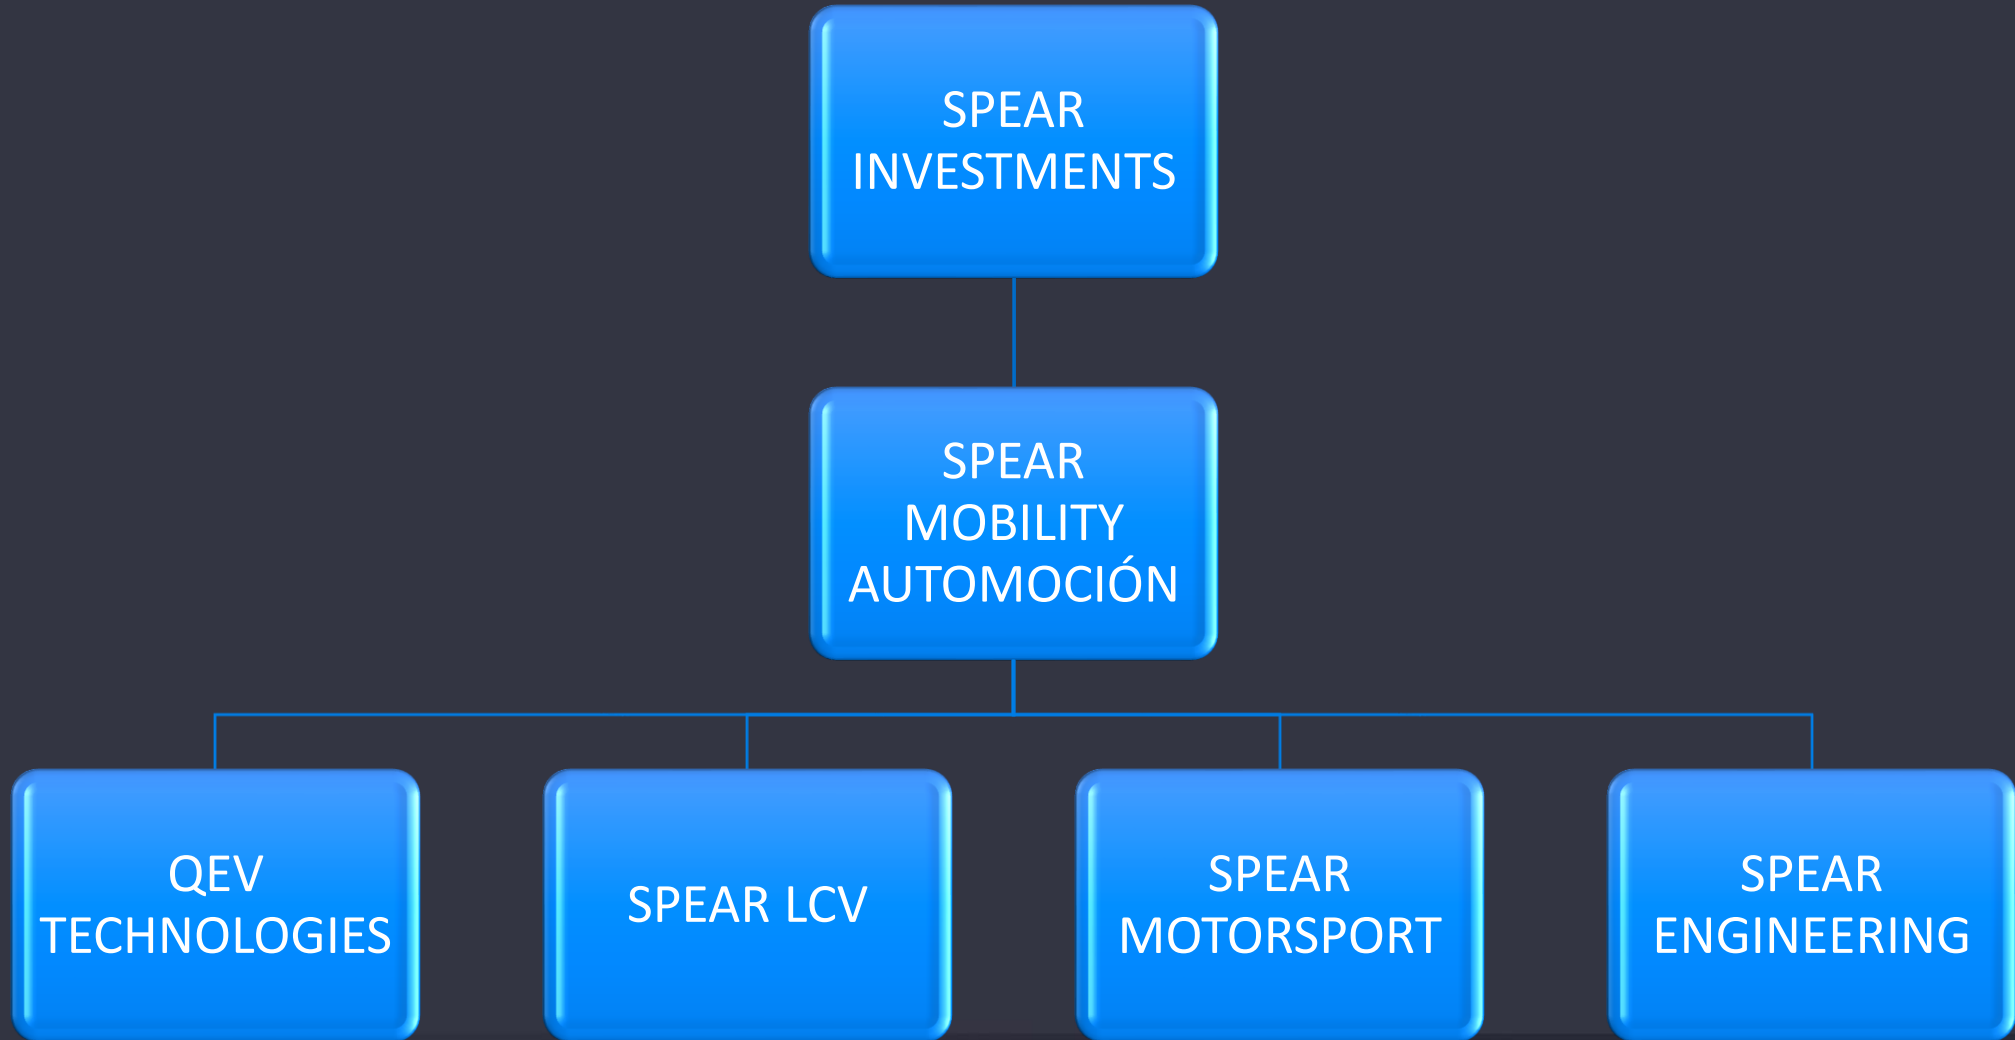 SPEAR
INVESTMENTS
SPEAR
MOBILITY
AUTOMOCIÓN
QEV
TECHNOLOGIES
SPEAR LCV
SPEAR
MOTORSPORT
SPEAR
ENGINEERING